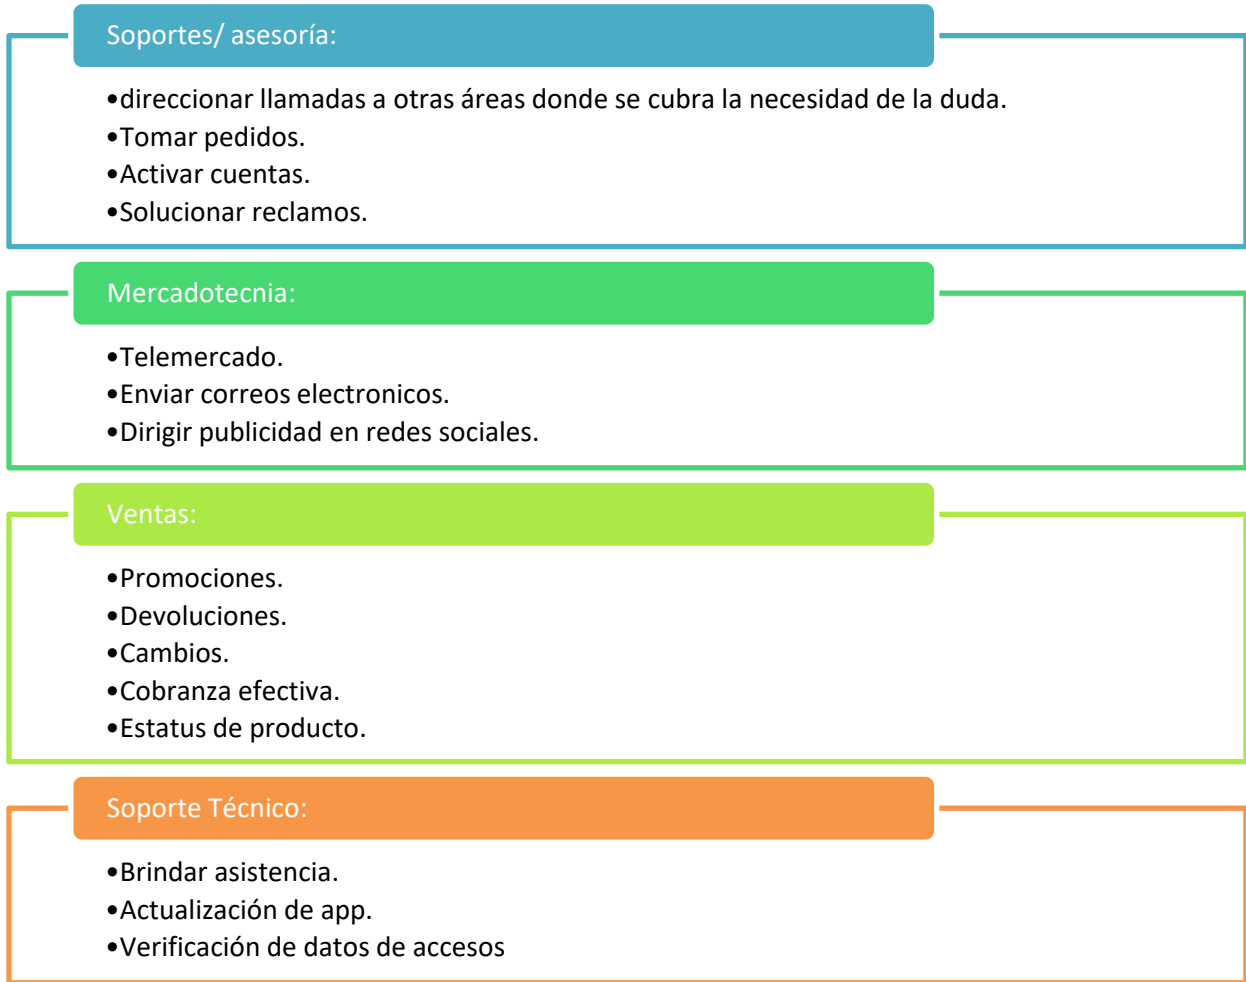 Soportes/ asesoría:
•direccionar llamadas a otras áreas donde se cubra la necesidad de la duda.
•Tomar pedidos.
•Activar cuentas.
•Solucionar reclamos.
Mercadotecnia:
•Telemercado.
•Enviar correos electronicos.
•Dirigir publicidad en redes sociales.
Ventas:
•Promociones.
•Devoluciones.
•Cambios.
•Cobranza efectiva.
•Estatus de producto.
Soporte Técnico:
•Brindar asistencia.
•Actualización de app.
•Verificación de datos de accesos